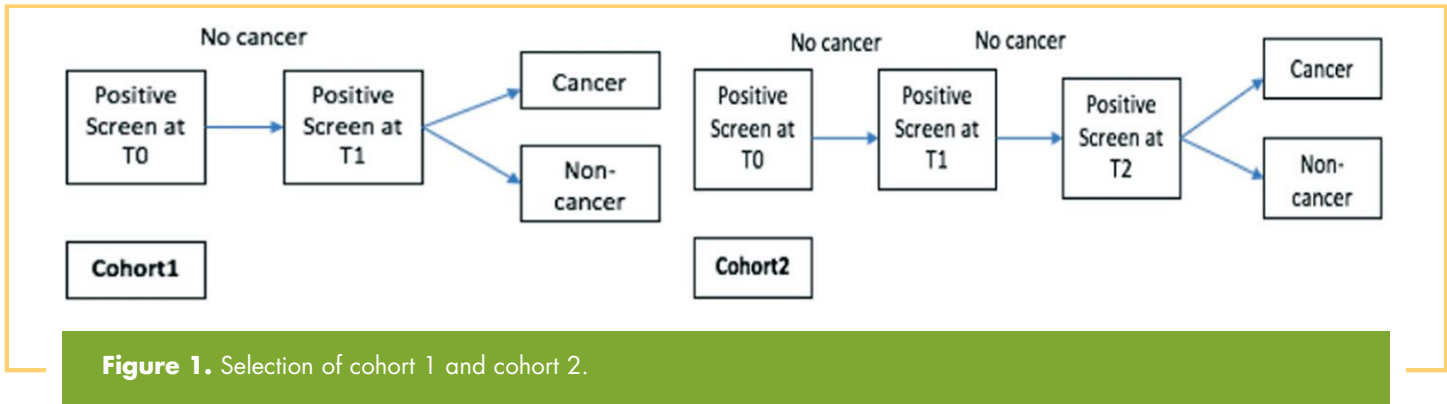 No cancer
Positive
Screen at
T0
Positive
Screen at
T1
Cancer
Non-
cancer
Cohort1
No cancer
No cancer
Positive
Screen at
T0
Positive
Screen at
T1
Positive
Screen at
T2
Cancer
Non-
cancer
Cohort2
Figure 1. Selection of cohort 1 and cohort 2.